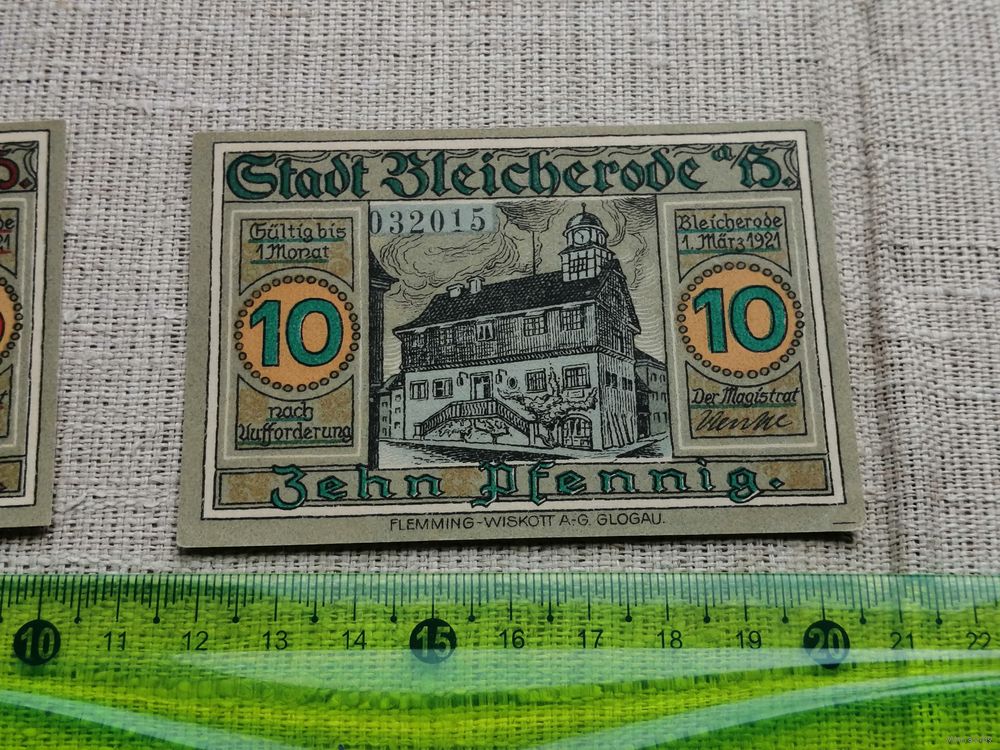 Stadt Bleicherode a/H.
Gültig bis
1 Monat
10
nach
Aufforderung
032015
Bleicherode
1. März 1921
10
Der Magistrat
Zehn Pfennig.
FLEMMING-WISKOTT A.-G. GLOGAU.
10 11 12 13 14 15 16 17 18 19 20 21 22